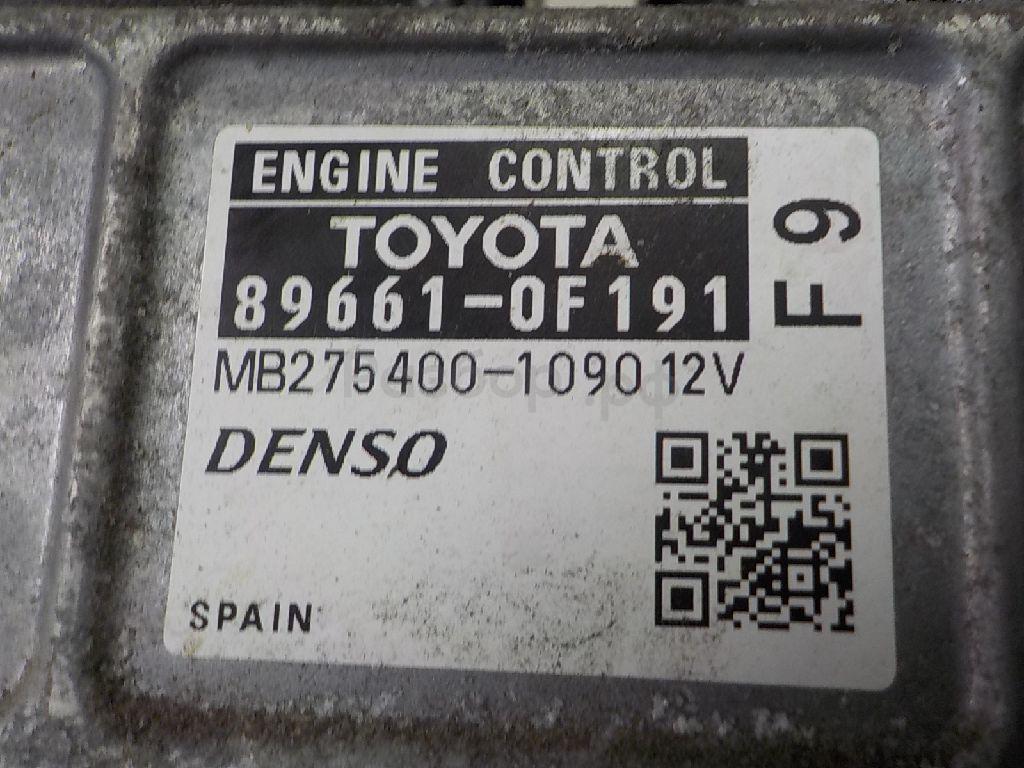 ENGINE CONTROL
TOYOTA
89661-0F191
F9
MB275400-1090 12V
DENSO
SPAIN